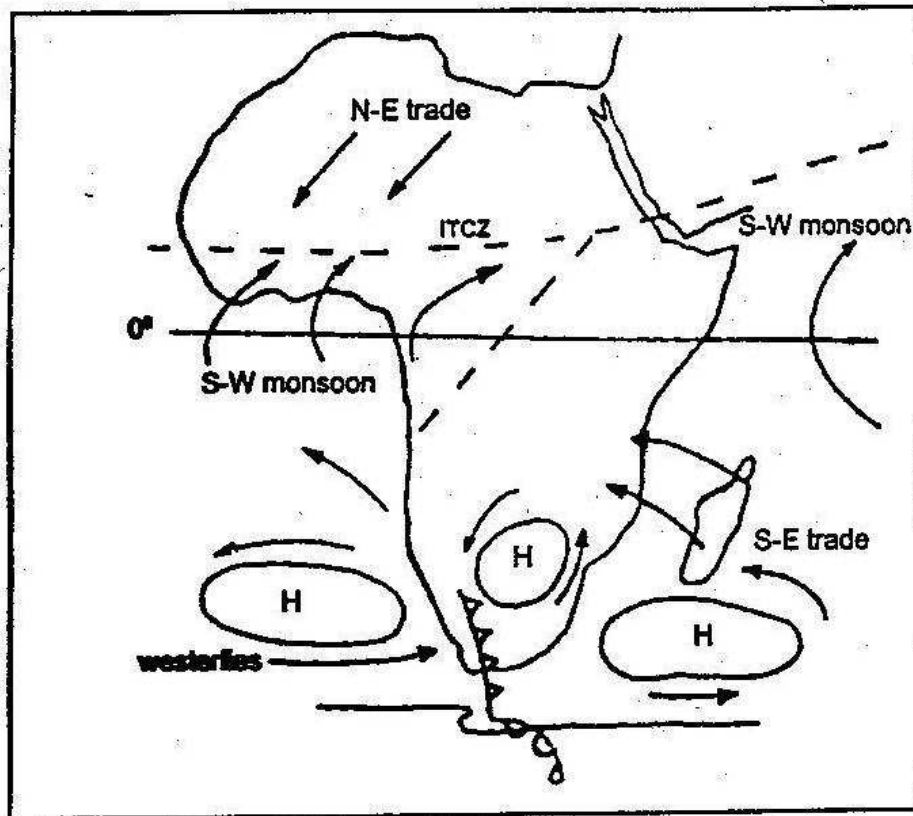 N-E trade
ITCZ
S-W monsoon
0°
S-W monsoon
H
S-E trade
H
H
westerlies